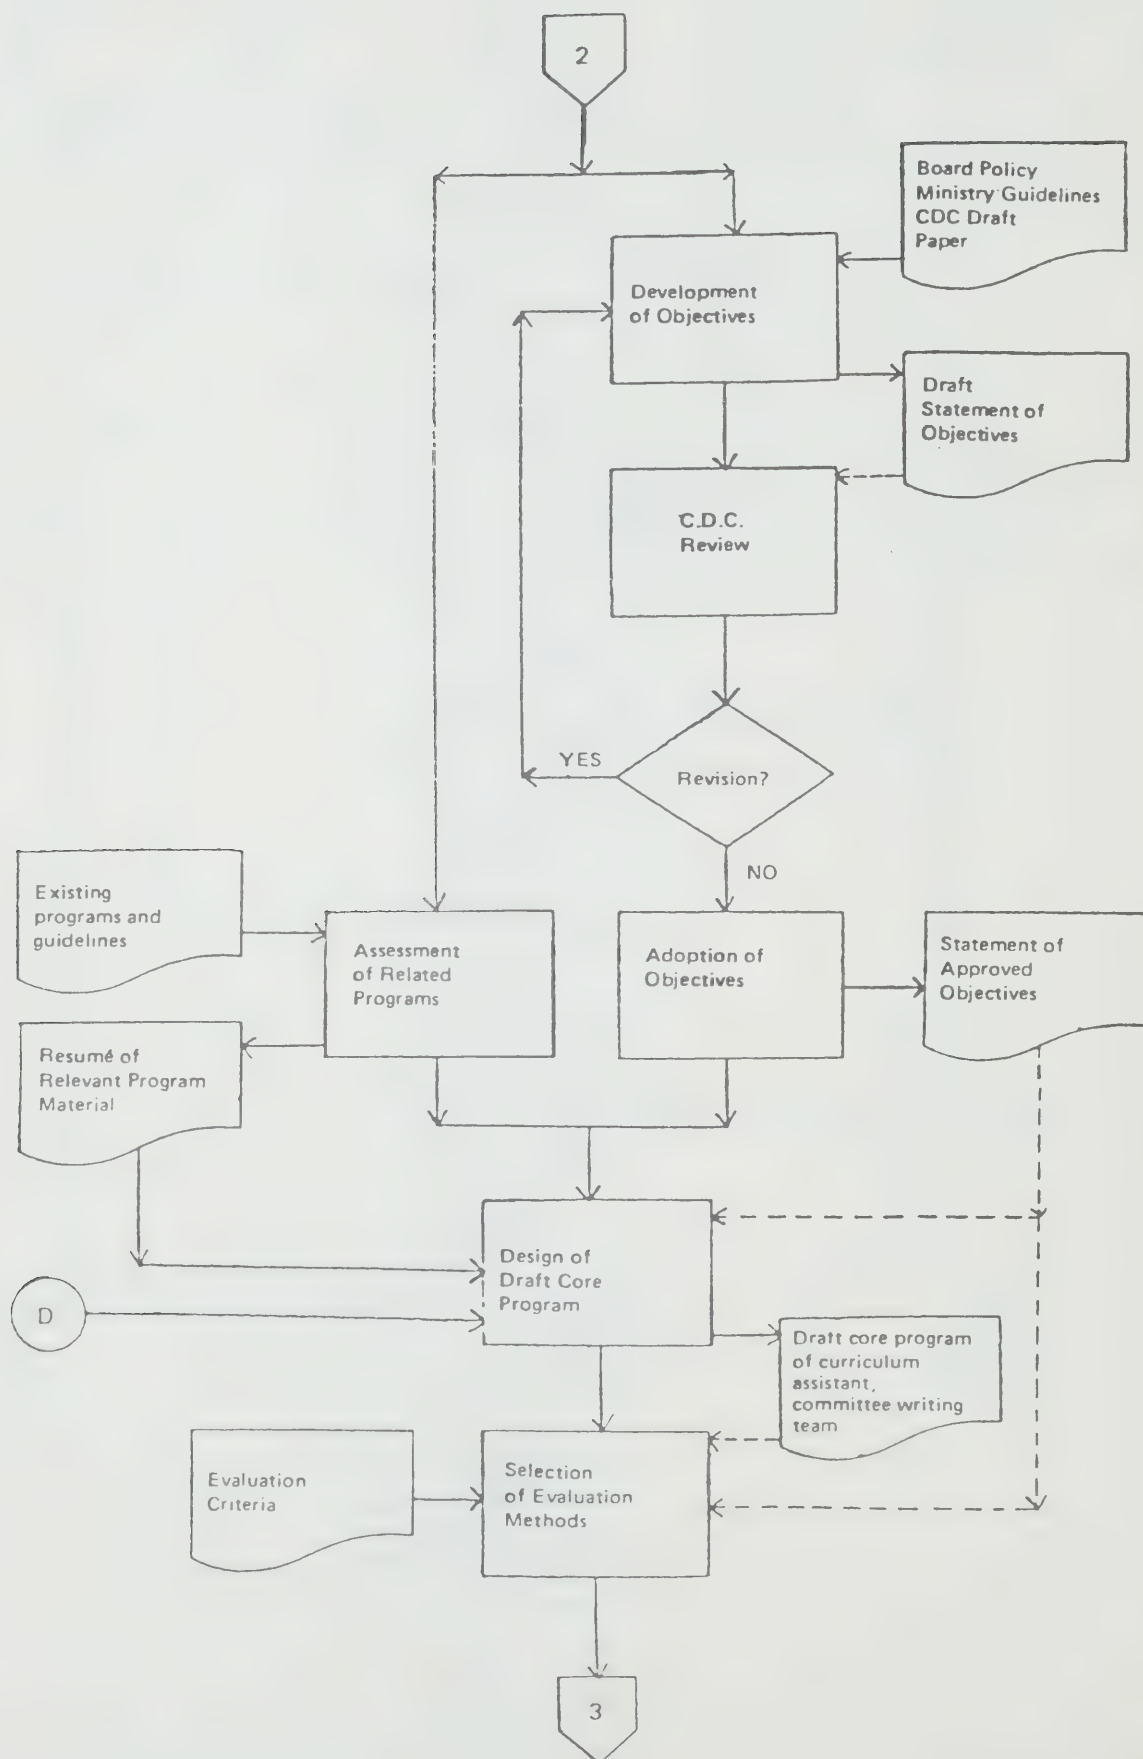 2
Board Policy
Ministry Guidelines
CDC Draft
Paper
Development
of Objectives
Draft
Statement of
Objectives
C.D.C.
Review
YES
Revision?
NO
Existing
programs and
guidelines
Assessment
of Related
Programs
Adoption of
Objectives
Statement of
Approved
Objectives
Resumé of
Relevant Program
Material
Design of
Draft Core
Program
D
Draft core program
of curriculum
assistant,
committee writing
team
Evaluation
Criteria
Selection
of Evaluation
Methods
3